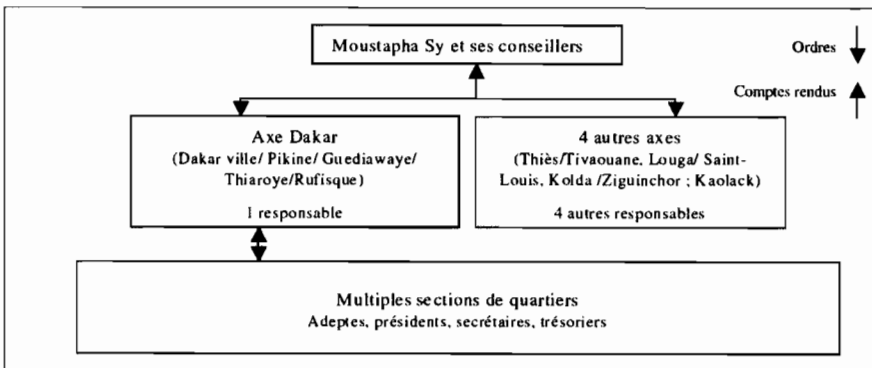 Moustapha Sy et ses conseillers
Ordres
Comptes rendus
Axe Dakar
(Dakar ville/ Pikine/ Guediawaye/
Thiaroye/Rufisque)
1 responsable
4 autres axes
(Thiès/Tivaouane, Louga/ Saint-
Louis, Kolda /Ziguinchor ; Kaolack)
4 autres responsables
Multiples sections de quartiers
Adeptes, présidents, secrétaires, trésoriers